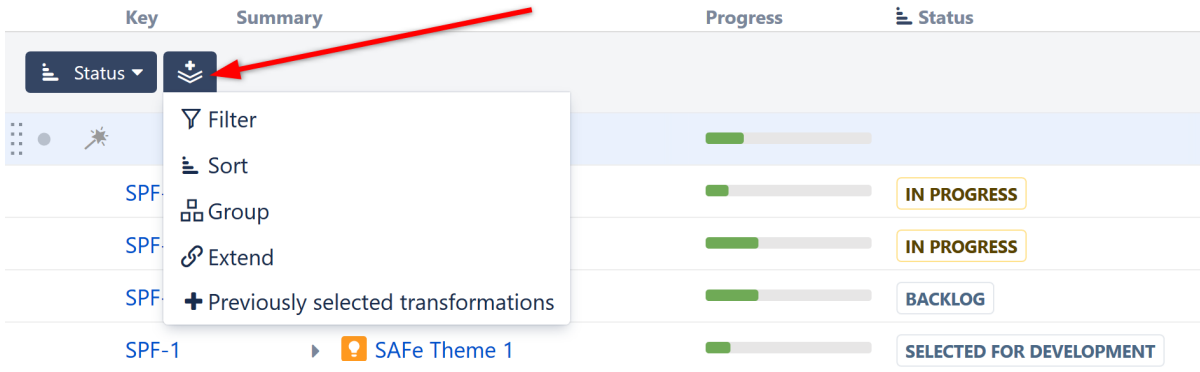 Key Summary Progress Status
Status
Filter
Sort
SPF- IN PROGRESS
Group
SPF- IN PROGRESS
Extend
SPF- BACKLOG
Previously selected transformations
SPF-1 SAFe Theme 1 SELECTED FOR DEVELOPMENT